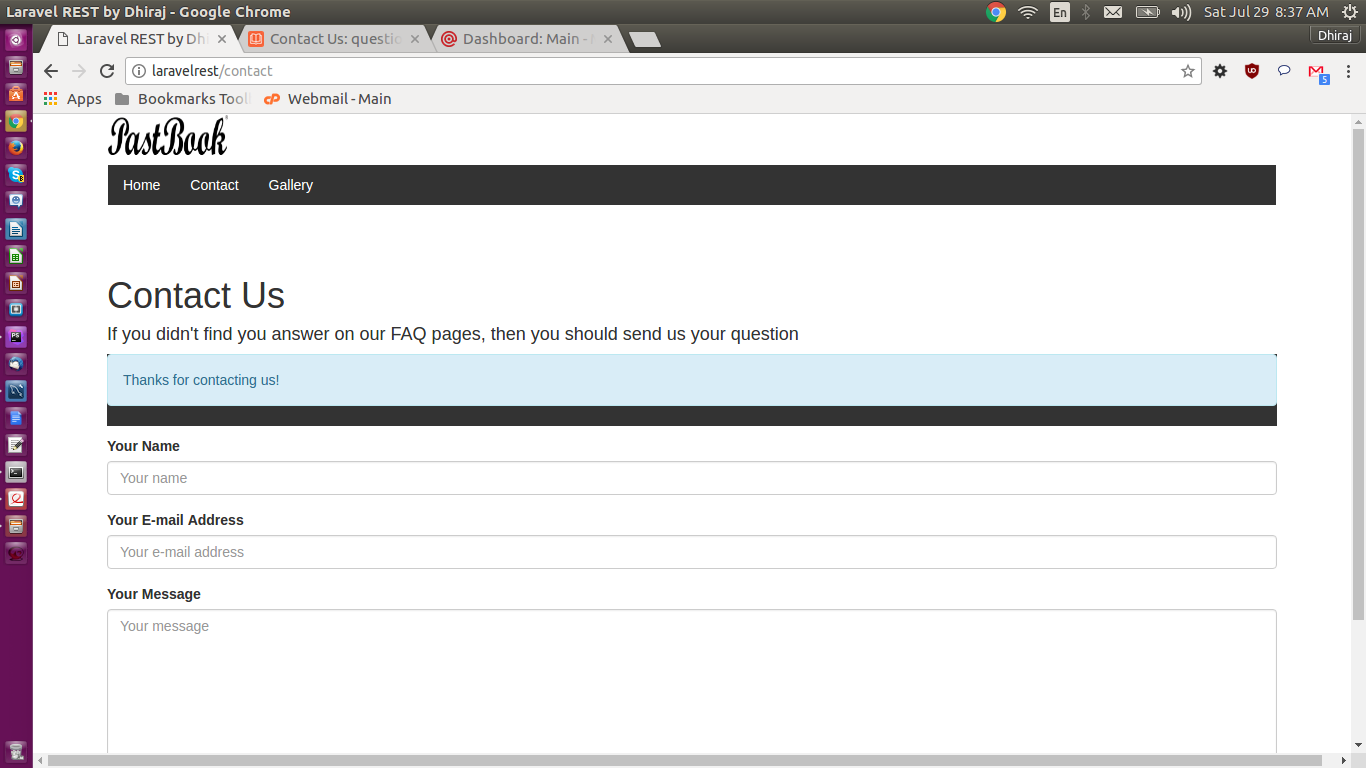 Laravel REST by Dhiraj - Google Chrome
En
Sat Jul 29 8:37 AM
Laravel REST by Dhi
Contact Us: questio
Dashboard: Main -
Dhiraj
laravelrest/contact
5
Apps
Bookmarks Tool
Webmail - Main
PastBook
Home
Contact
Gallery
Contact Us
If you didn't find you answer on our FAQ pages, then you should send us your question
Thanks for contacting us!
Your Name
Your name
Your E-mail Address
Your e-mail address
Your Message
Your message